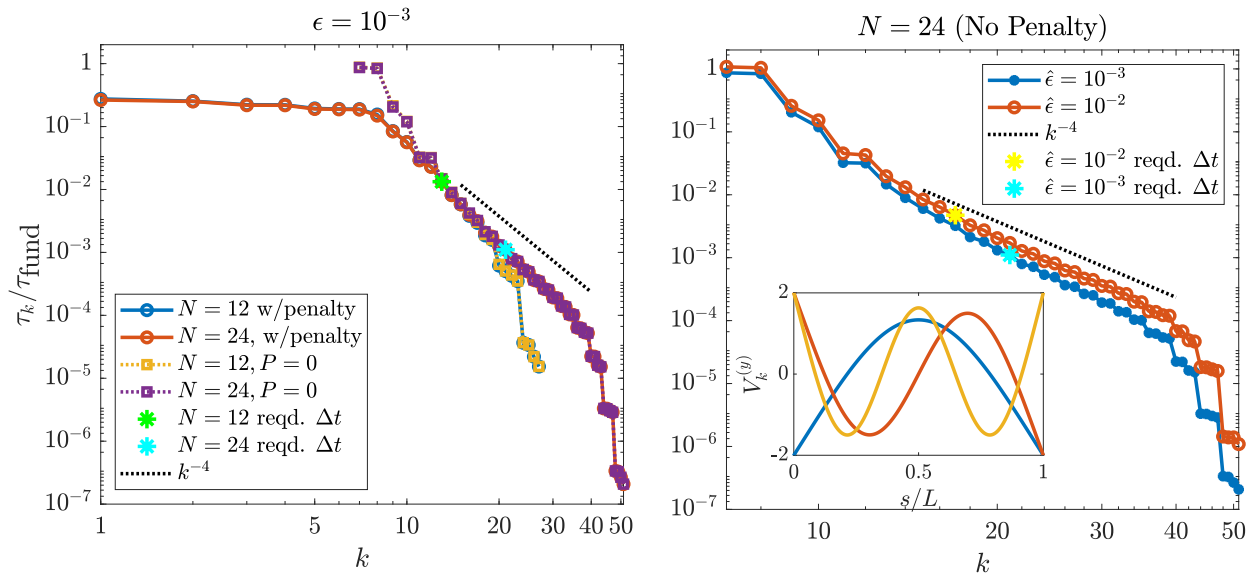 ϵ = 10⁻³
τₖ/τ_fund
1
10⁻¹
10⁻²
10⁻³
10⁻⁴
10⁻⁵
10⁻⁶
10⁻⁷
N = 12 w/penalty
N = 24, w/penalty
N = 12, P = 0
N = 24, P = 0
N = 12 reqd. Δt
N = 24 reqd. Δt
k⁻⁴
1 5 10 20 30 40 50
k
N = 24 (No Penalty)
1
10⁻¹
10⁻²
10⁻³
10⁻⁴
10⁻⁵
10⁻⁶
10⁻⁷
ϵ̂ = 10⁻³
ϵ̂ = 10⁻²
k⁻⁴
ϵ̂ = 10⁻² reqd. Δt
ϵ̂ = 10⁻³ reqd. Δt
Vₖ⁽ʸ⁾
2
0
-2
0 0.5 1
s/L
10 20 30 40 50
k